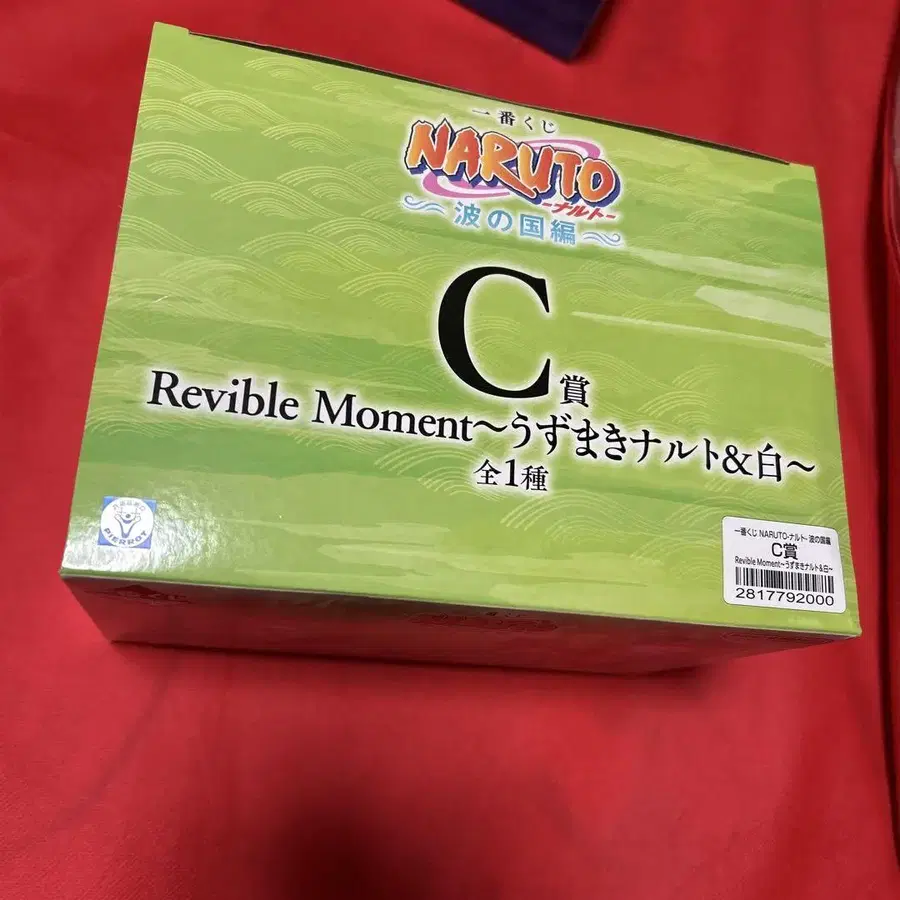 一番くじ
NARUTO
-ナルト-
～波の国編～
C賞
Revible Moment～うずまきナルト&白～
全1種
PIERROT
一番くじ NARUTO-ナルト- 波の国編
C賞
Revible Moment～うずまきナルト&白～
2817792000